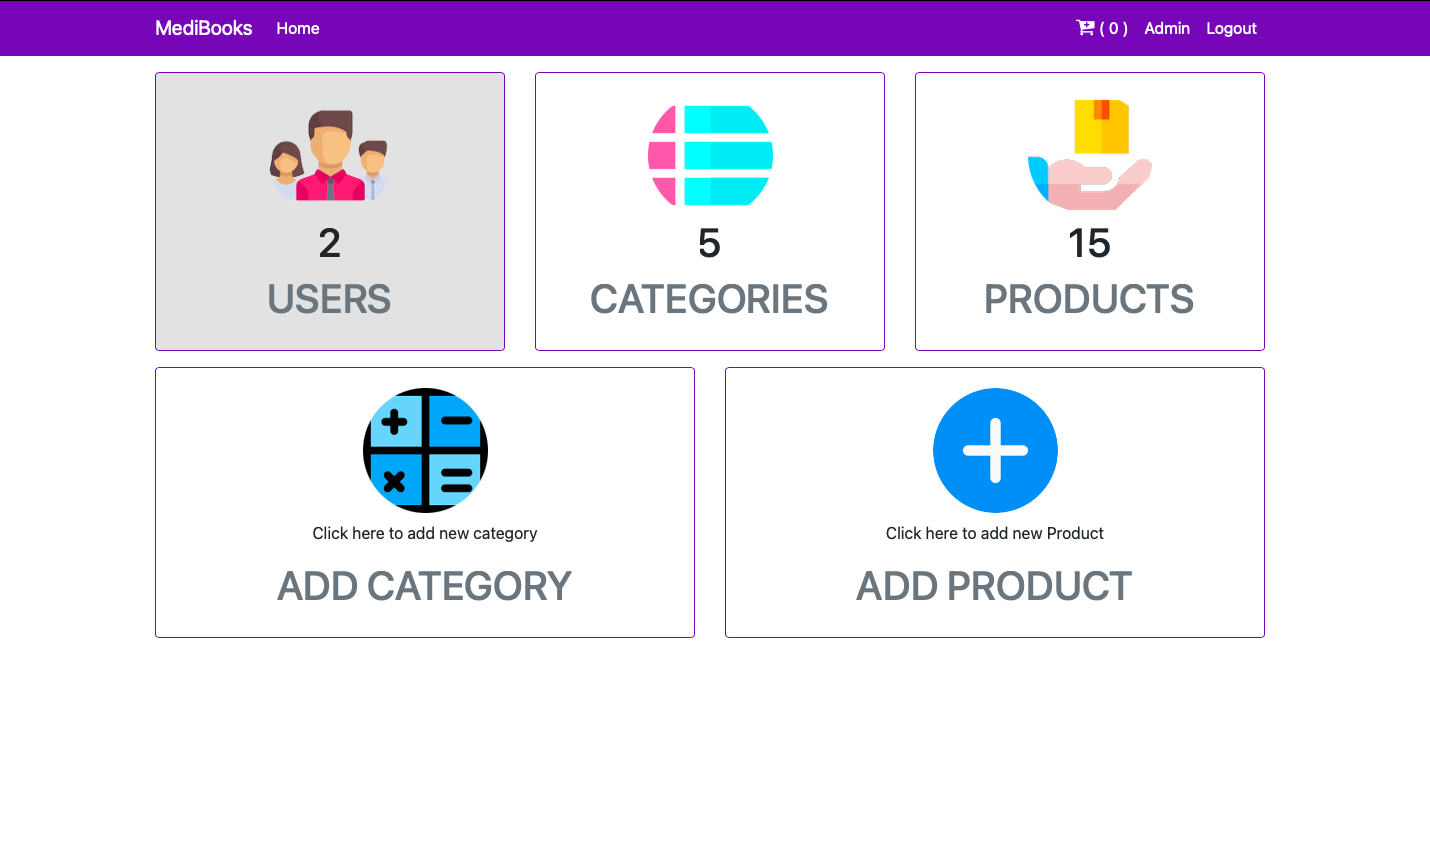 MediBooks Home ( 0 ) Admin Logout
2
USERS
5
CATEGORIES
15
PRODUCTS
Click here to add new category
ADD CATEGORY
Click here to add new Product
ADD PRODUCT